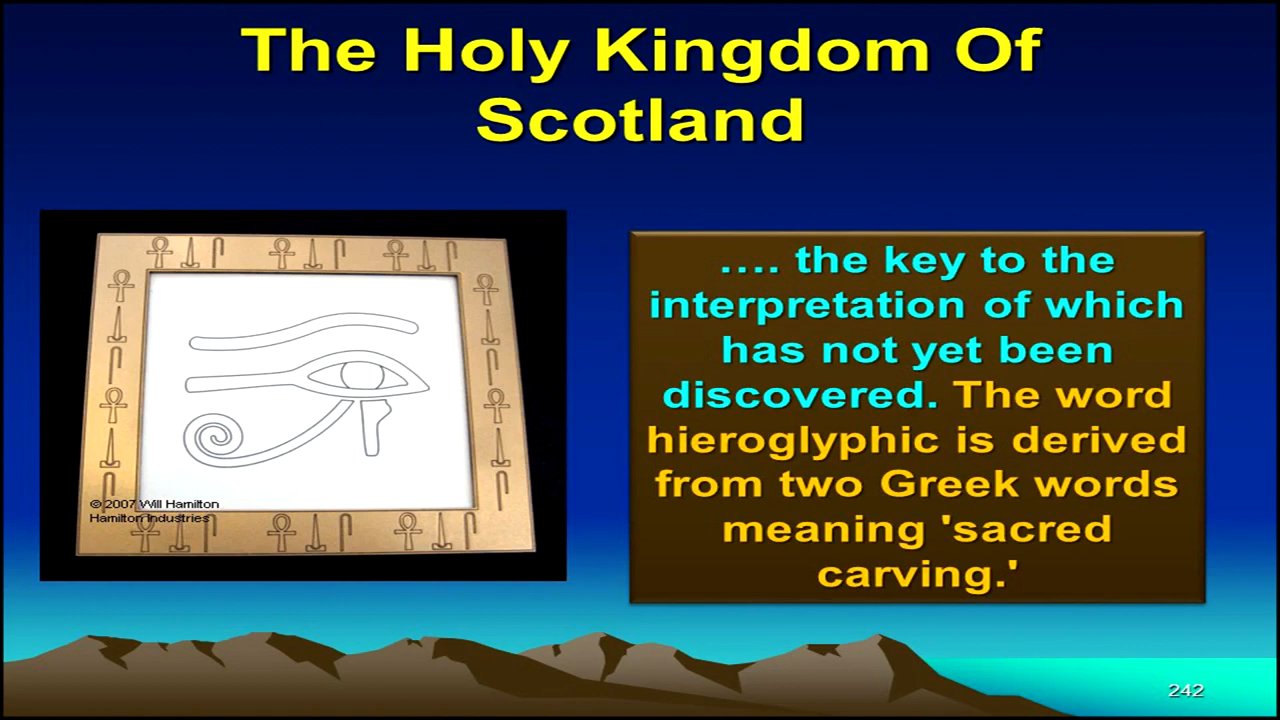 The Holy Kingdom Of
Scotland
© 2007 Will Hamilton
Hamilton Industries
.... the key to the
interpretation of which
has not yet been
discovered. The word
hieroglyphic is derived
from two Greek words
meaning 'sacred
carving.'
242